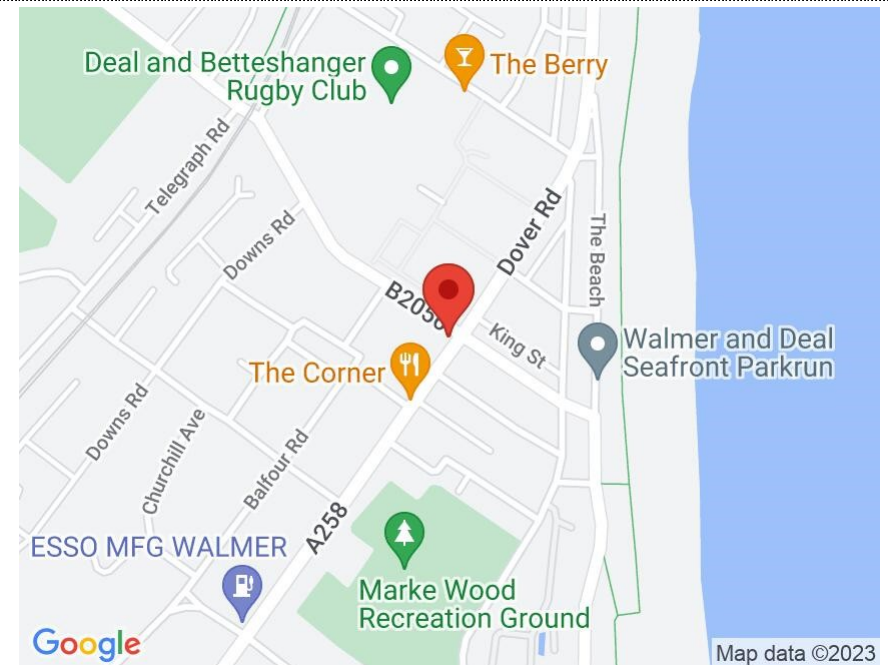 Deal and Betteshanger
Rugby Club
The Berry
Telegraph Rd
Downs Rd
Dover Rd
The Beach
B2056
King St
Walmer and Deal
Seafront Parkrun
The Corner
Downs Rd
Churchill Ave
Balfour Rd
A258
ESSO MFG WALMER
Marke Wood
Recreation Ground
Google
Map data ©2023